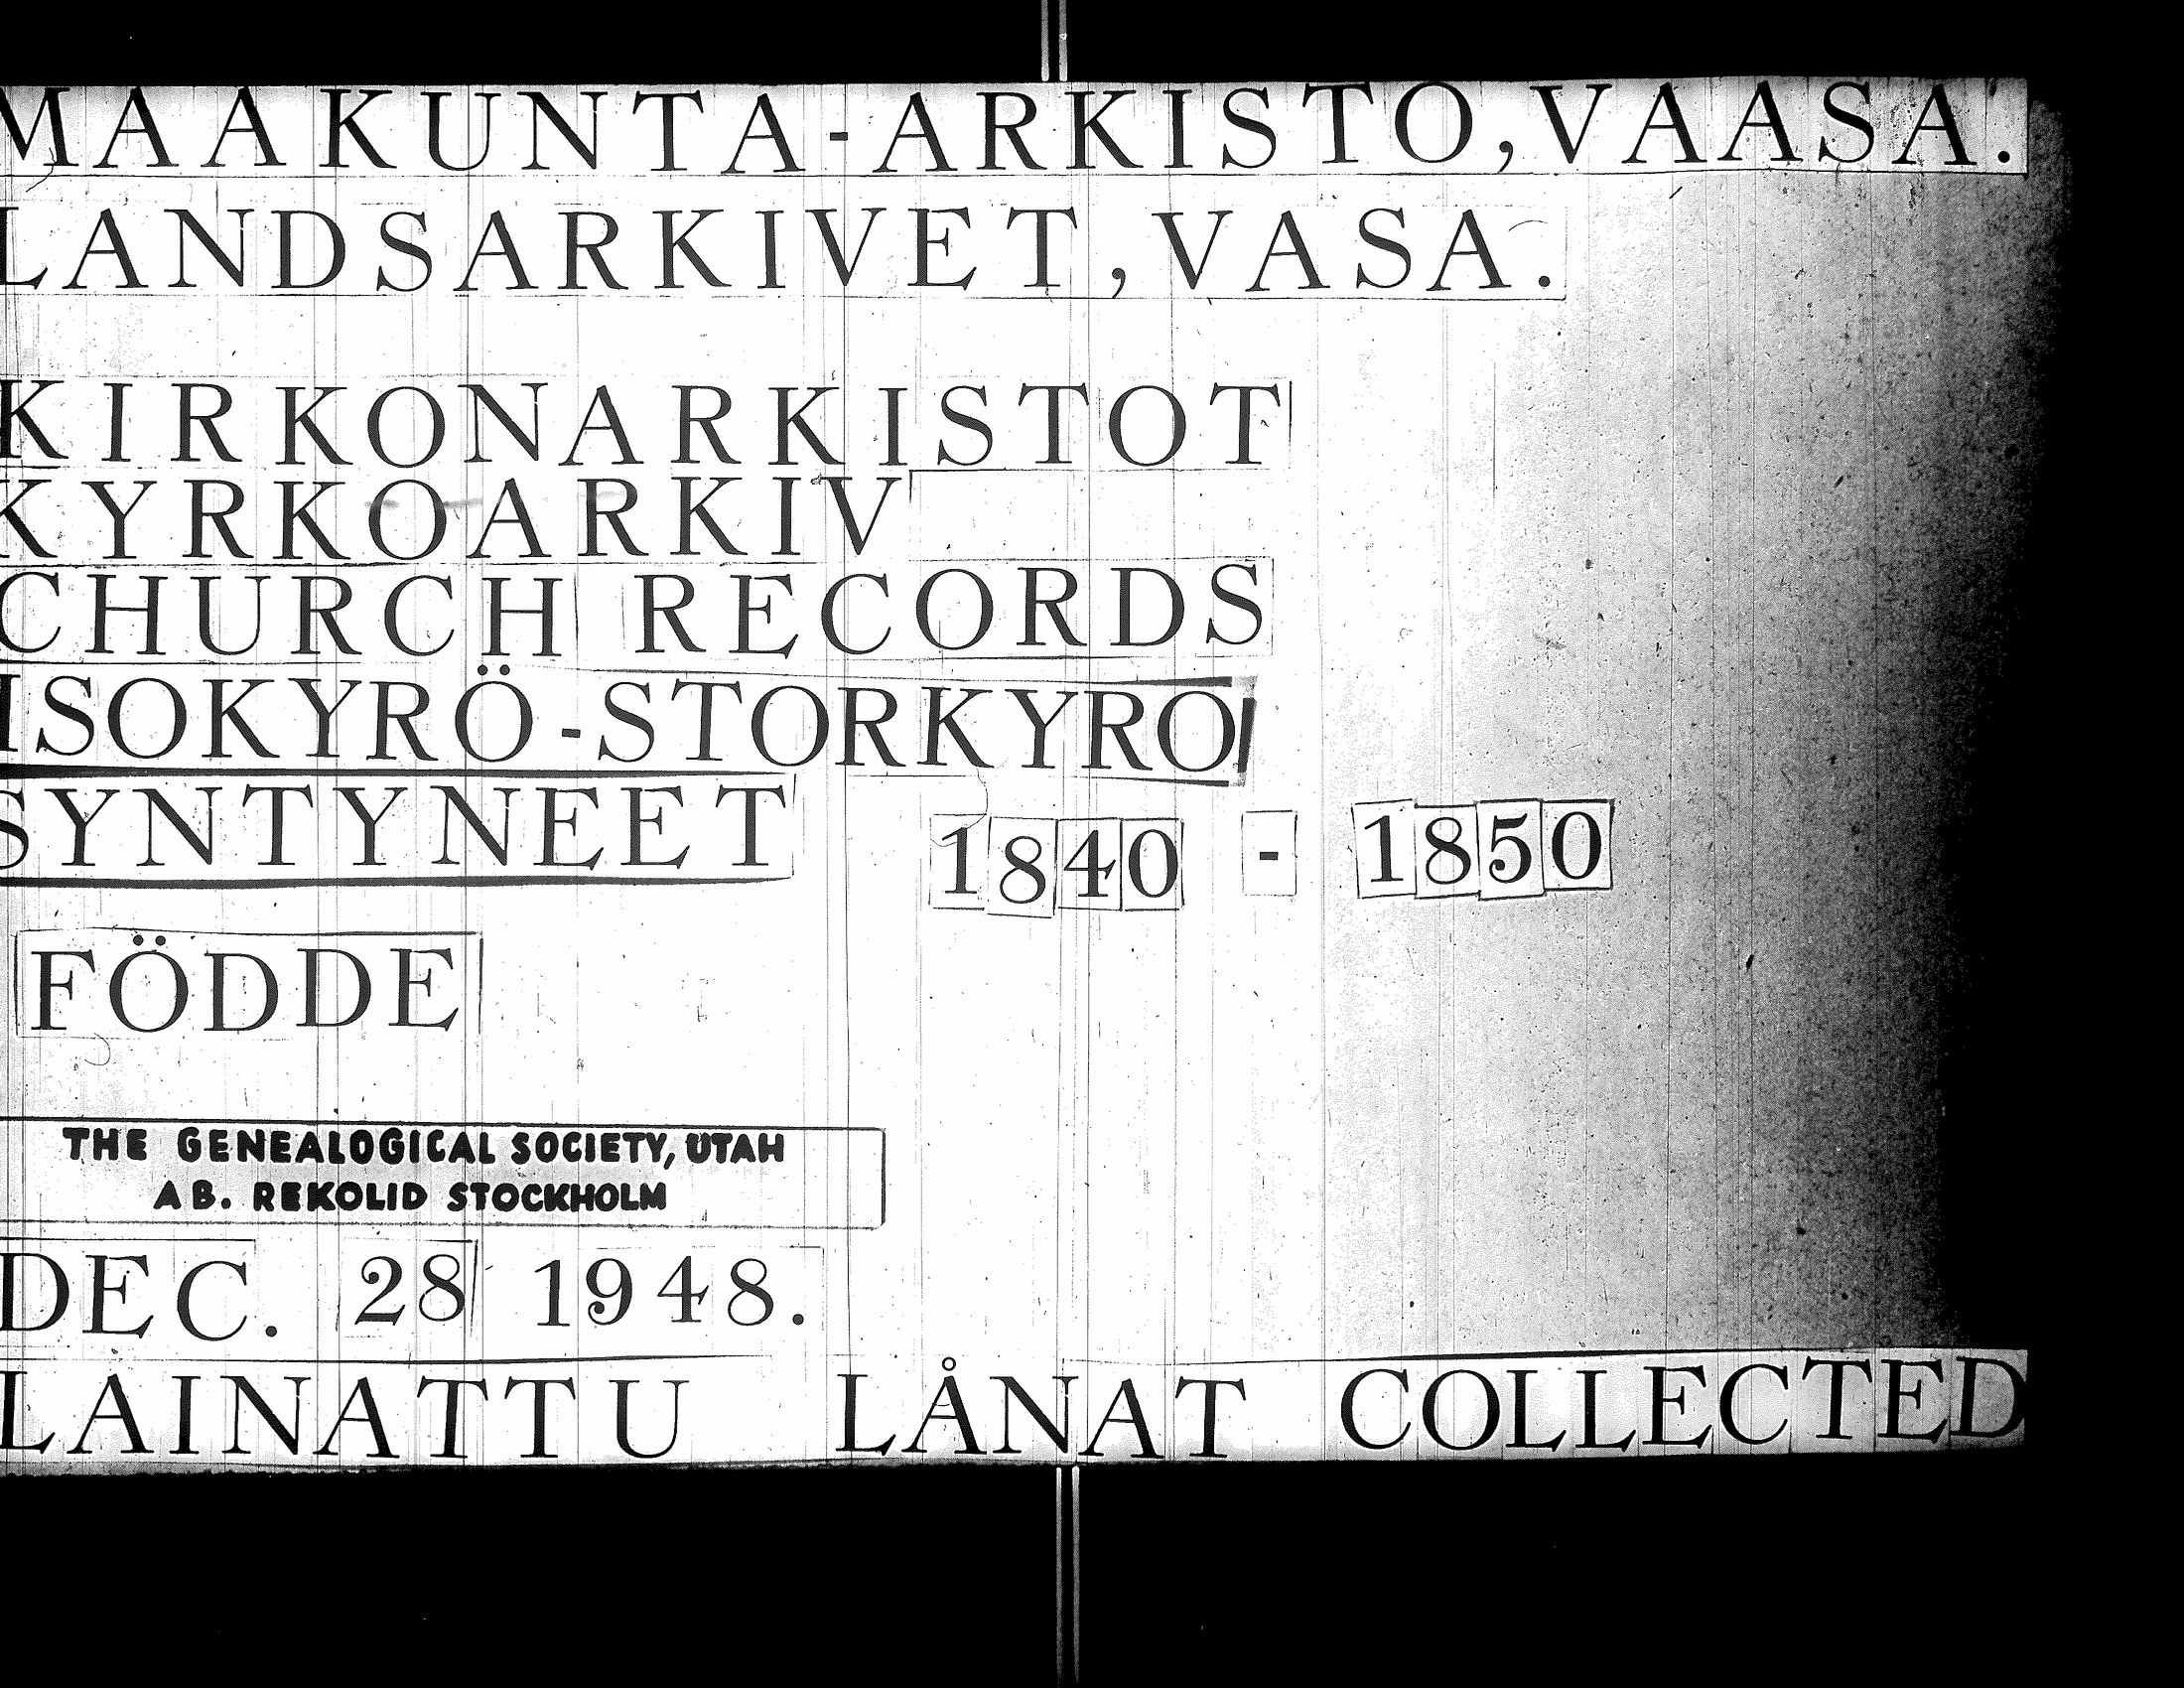 MAAKUNTA-ARKISTO, VAASA.
LANDSARKIVET, VASA.
KIRKONARKISTOT
KYRKOARKIV
CHURCH RECORDS
ISOKYRÖ-STORKYRO
SYNTYNEET 1840 - 1850
FÖDDE
THE GENEALOGICAL SOCIETY, UTAH
AB. REKOLID STOCKHOLM
DEC. 28 1948.
LAINATTU LÅNAT COLLECTED